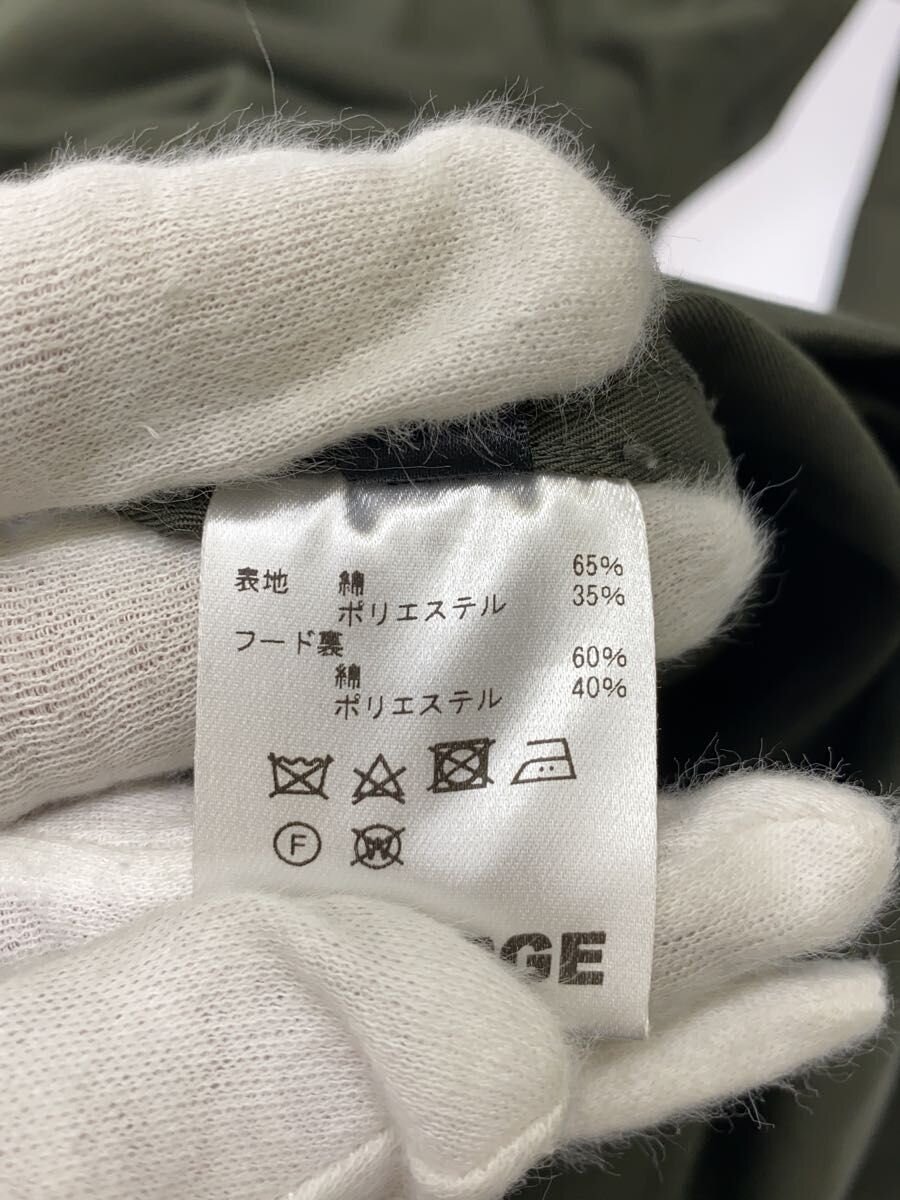 表地 綿 65%
ポリエステル 35%
フード裏
綿 60%
ポリエステル 40%
F W
GE